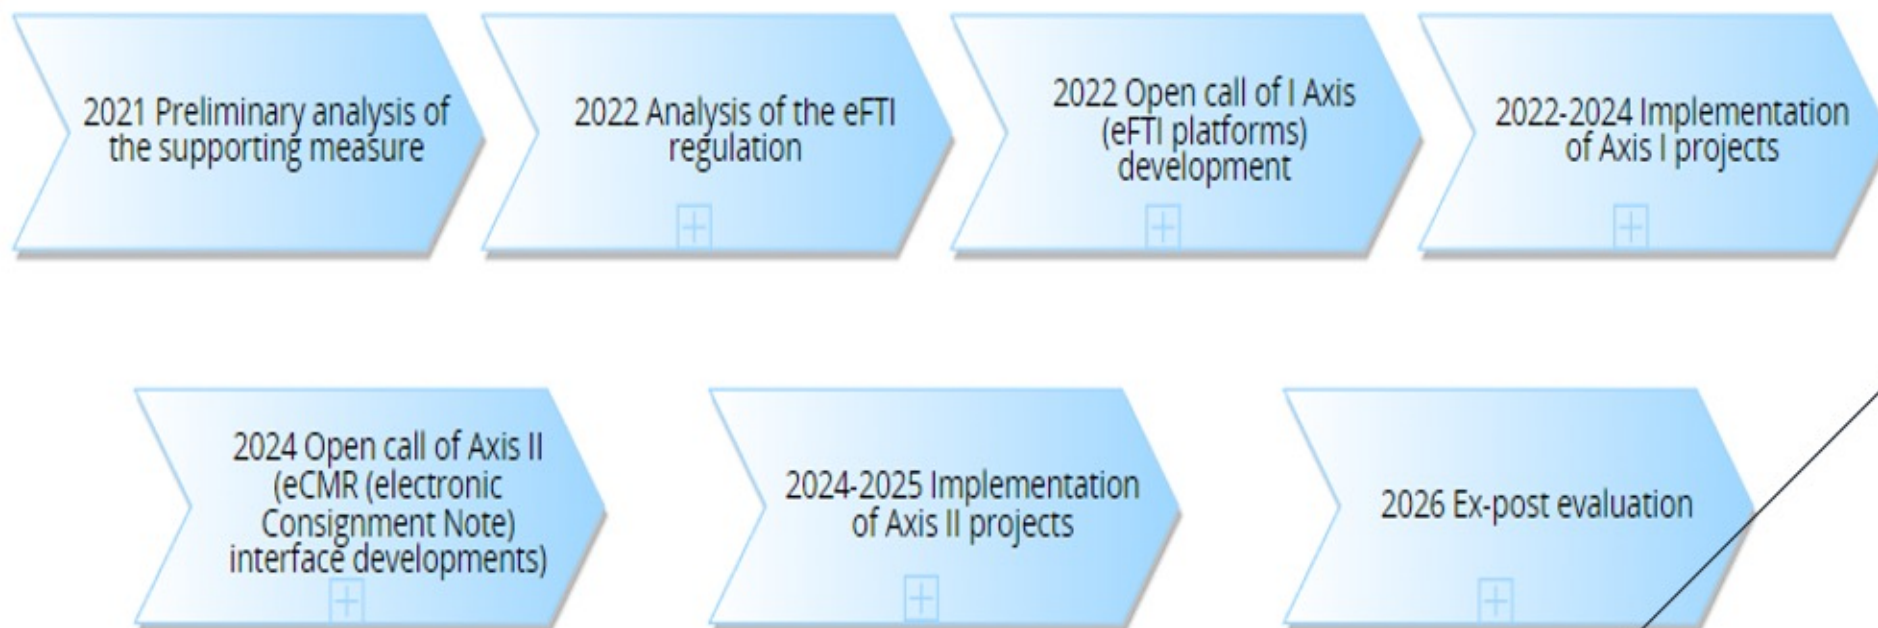 2021 Preliminary analysis of
the supporting measure
2022 Analysis of the eFTI
regulation
2022 Open call of I Axis
(eFTI platforms)
development
2022-2024 Implementation
of Axis I projects
2024 Open call of Axis II
(eCMR (electronic
Consignment Note)
interface developments)
2024-2025 Implementation
of Axis II projects
2026 Ex-post evaluation